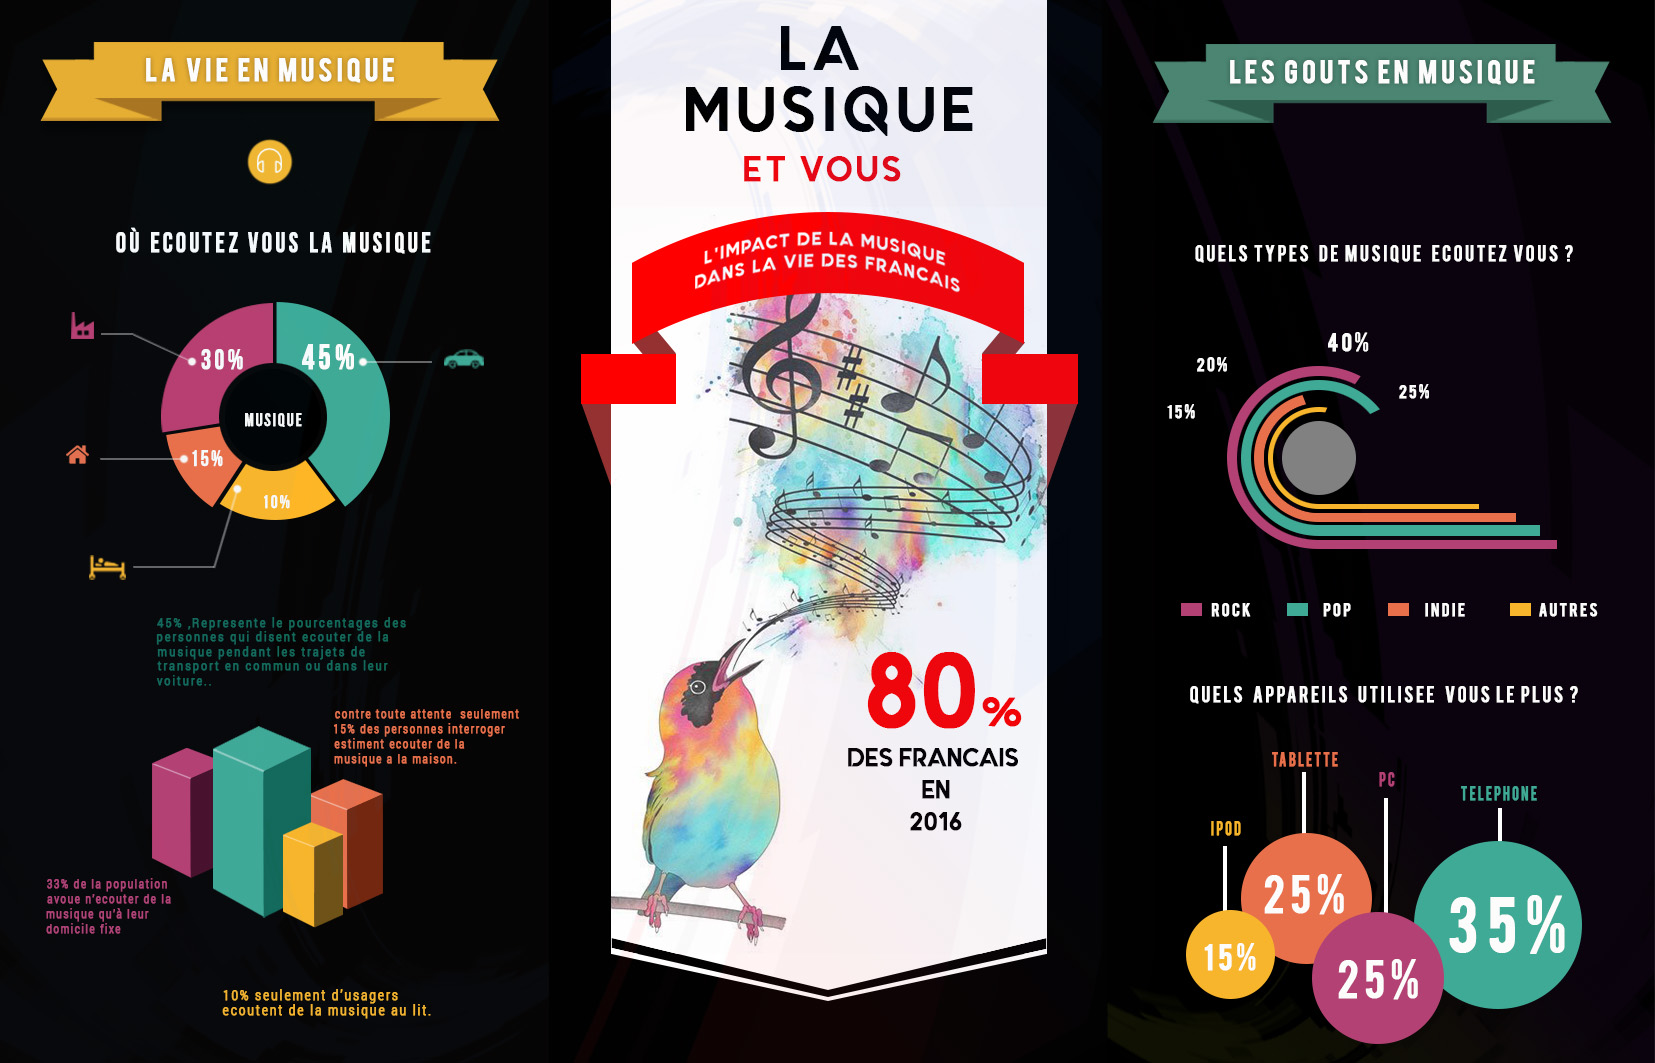 LA VIE EN MUSIQUE
OÙ ECOUTEZ VOUS LA MUSIQUE
30%
45%
MUSIQUE
15%
10%
45% ,Represente le pourcentages des
personnes qui disent ecouter de la
musique pendant les trajets de
transport en commun ou dans leur
voiture..
contre toute attente seulement
15% des personnes interroger
estiment ecouter de la
musique a la maison.
33% de la population
avoue n'ecouter de la
musique qu'à leur
domicile fixe
10% seulement d'usagers
ecoutent de la musique au lit.
LA
MUSIQUE
ET VOUS
L'IMPACT DE LA MUSIQUE
DANS LA VIE DES FRANCAIS
80%
DES FRANCAIS
EN
2016
LES GOUTS EN MUSIQUE
QUELS TYPES DE MUSIQUE ECOUTEZ VOUS ?
40%
20%
25%
15%
ROCK POP INDIE AUTRES
QUELS APPAREILS UTILISEE VOUS LE PLUS ?
TABLETTE
PC
TELEPHONE
IPOD
25%
35%
15%
25%